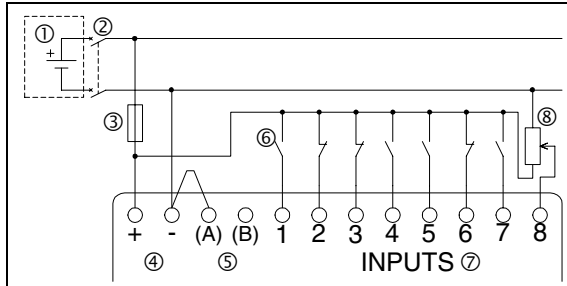 ① ②
+
③
⑥ ⑧
+ - (A) (B) 1 2 3 4 5 6 7 8
④ ⑤ INPUTS ⑦